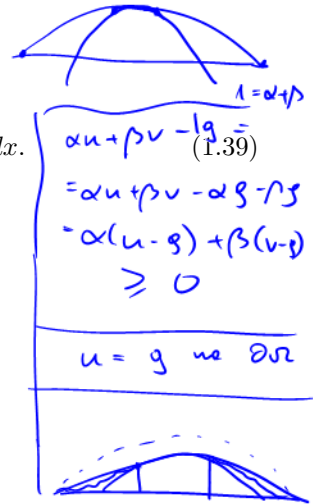 1 = α+β
αu + βv − 1g =
dx. (1.39)
= αu + βv − αg − βg
= α(u − g) + β(v−g)
≥ 0
u = g на ∂Ω